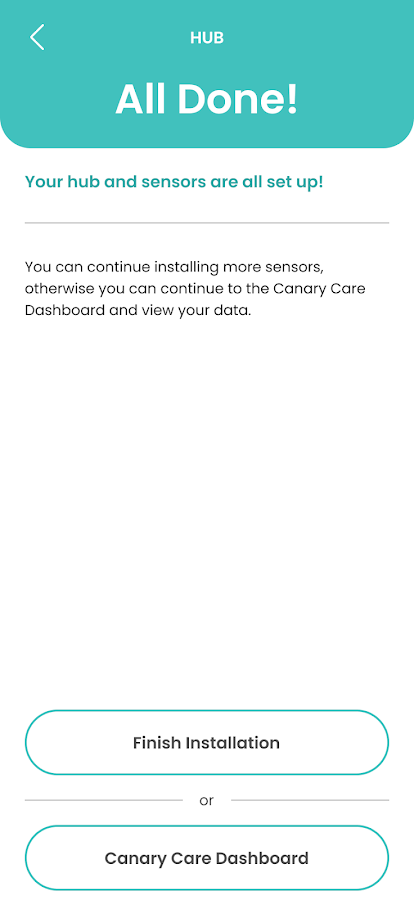 HUB
All Done!
Your hub and sensors are all set up!
You can continue installing more sensors,
otherwise you can continue to the Canary Care
Dashboard and view your data.
Finish Installation
or
Canary Care Dashboard